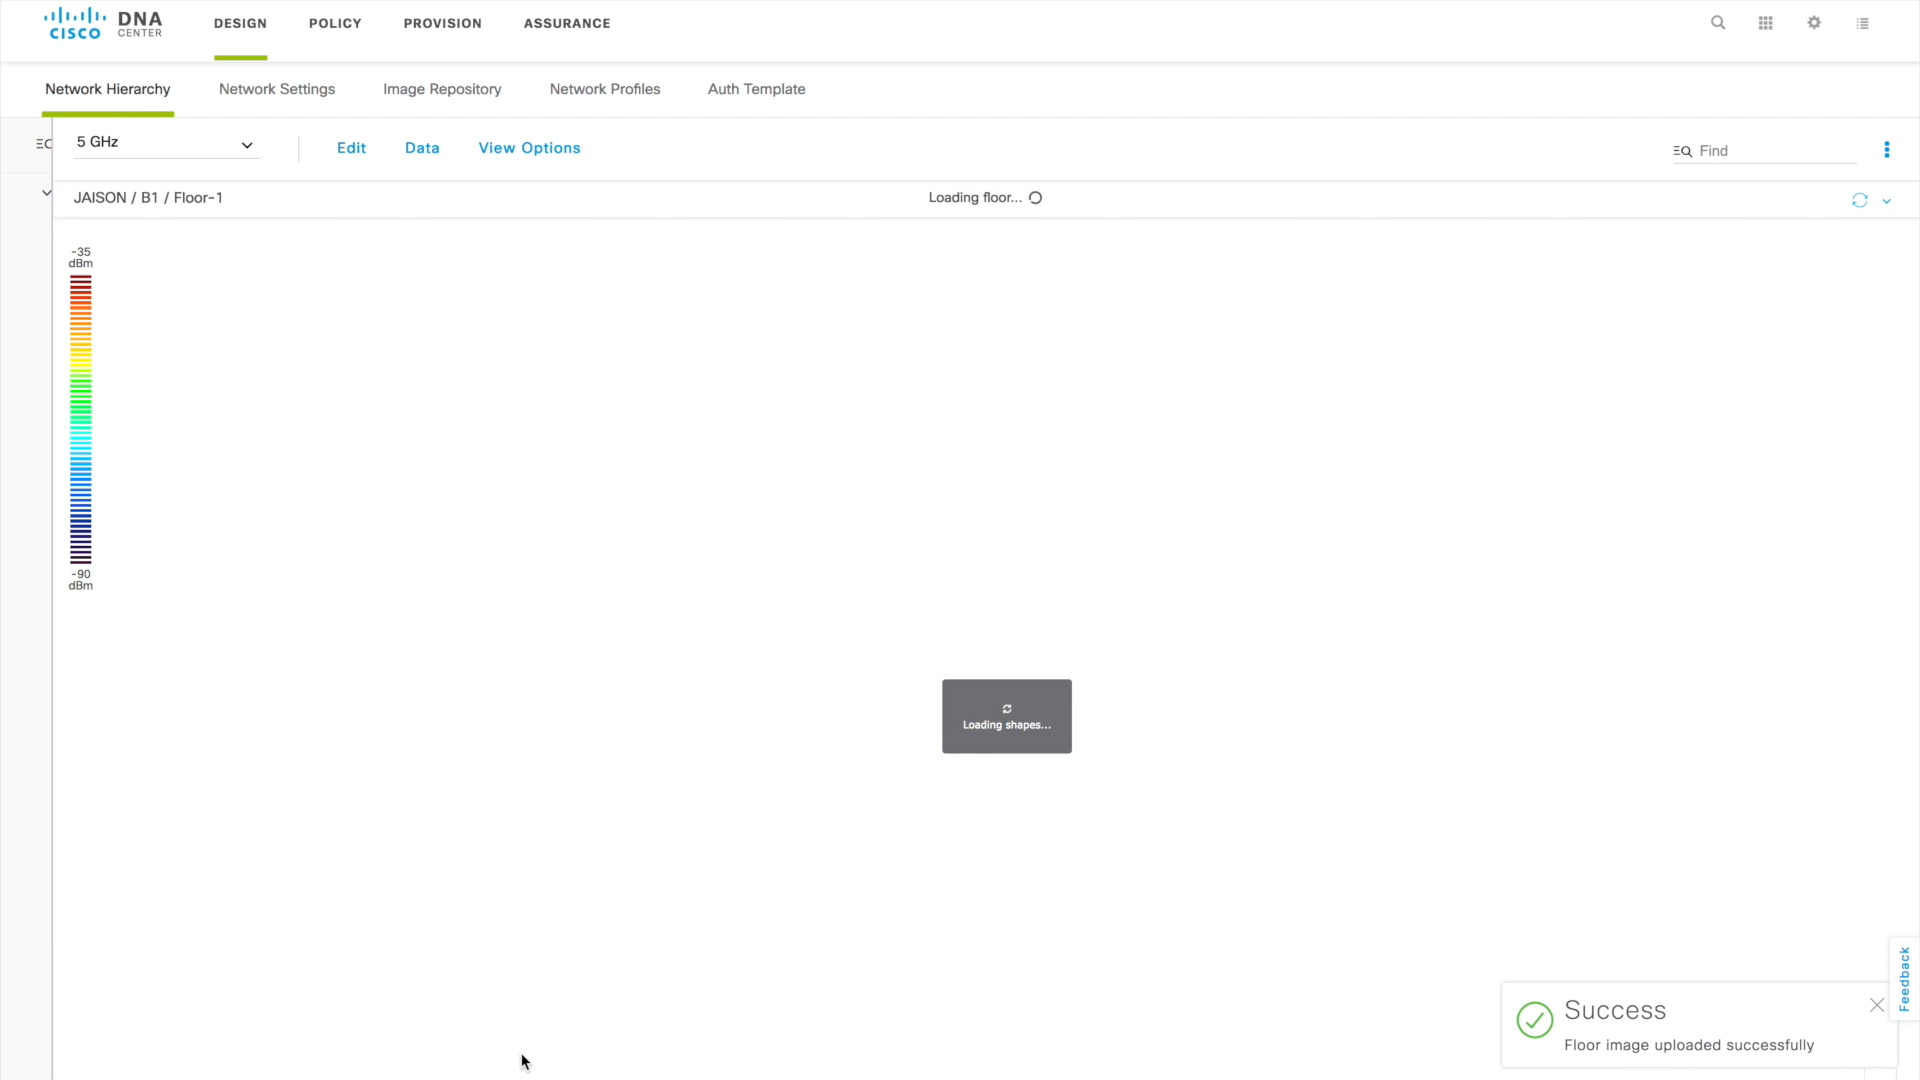 CISCO
DNA
CENTER
DESIGN
POLICY
PROVISION
ASSURANCE
Network Hierarchy
Network Settings
Image Repository
Network Profiles
Auth Template
5 GHz
Edit
Data
View Options
Find
JAISON / B1 / Floor-1
Loading floor...
-35
dBm
-90
dBm
Loading shapes...
Feedback
Success
Floor image uploaded successfully